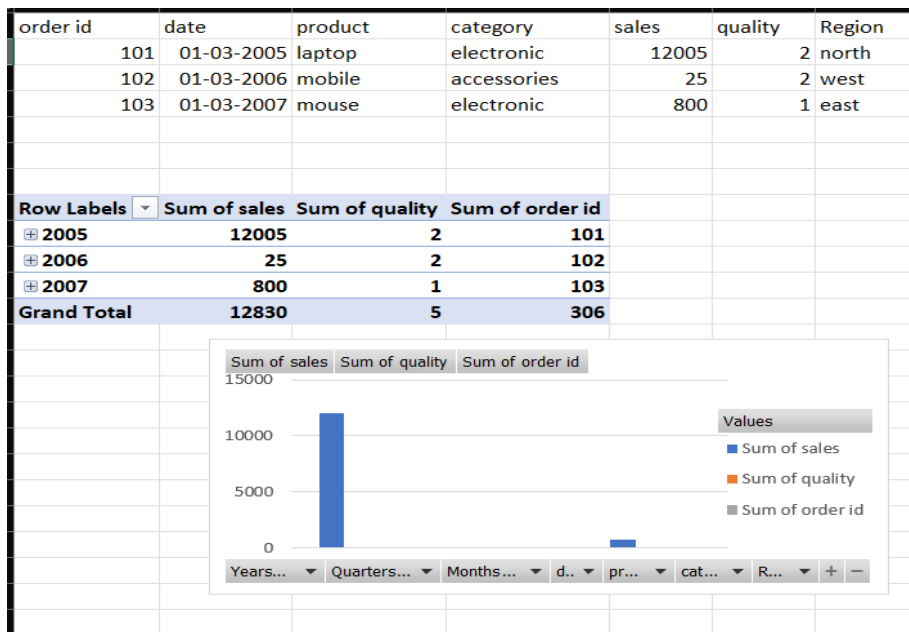 order id date product category sales quality Region
101 01-03-2005 laptop electronic 12005 2 north
102 01-03-2006 mobile accessories 25 2 west
103 01-03-2007 mouse electronic 800 1 east
Row Labels Sum of sales Sum of quality Sum of order id
2005 12005 2 101
2006 25 2 102
2007 800 1 103
Grand Total 12830 5 306
Sum of sales Sum of quality Sum of order id
15000
10000
5000
0
Values
Sum of sales
Sum of quality
Sum of order id
Years... Quarters... Months... d.. pr... cat... R... + −